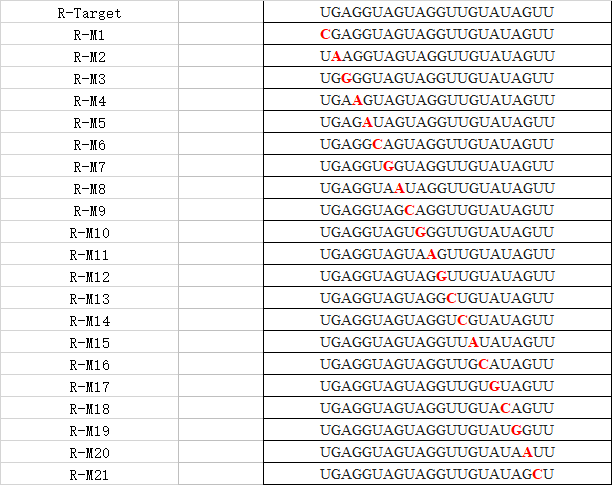 R-Target UGAGGUAGUAGGUUGUAUAGUU
R-M1 CGAGGUAGUAGGUUGUAUAGUU
R-M2 UAAGGUAGUAGGUUGUAUAGUU
R-M3 UGGGGUAGUAGGUUGUAUAGUU
R-M4 UGAAGUAGUAGGUUGUAUAGUU
R-M5 UGAGAUAGUAGGUUGUAUAGUU
R-M6 UGAGGCAGUAGGUUGUAUAGUU
R-M7 UGAGGUGGUAGGUUGUAUAGUU
R-M8 UGAGGUAAUAGGUUGUAUAGUU
R-M9 UGAGGUAGCAGGUUGUAUAGUU
R-M10 UGAGGUAGUGGGUUGUAUAGUU
R-M11 UGAGGUAGUAAGUUGUAUAGUU
R-M12 UGAGGUAGUAGGUUGUAUAGUU
R-M13 UGAGGUAGUAGGCUGUAUAGUU
R-M14 UGAGGUAGUAGGUCGUAUAGUU
R-M15 UGAGGUAGUAGGUUAUAUAGUU
R-M16 UGAGGUAGUAGGUUGCAUAGUU
R-M17 UGAGGUAGUAGGUUGUGUAGUU
R-M18 UGAGGUAGUAGGUUGUACAGUU
R-M19 UGAGGUAGUAGGUUGUAUGGUU
R-M20 UGAGGUAGUAGGUUGUAUAAUU
R-M21 UGAGGUAGUAGGUUGUAUAGCU